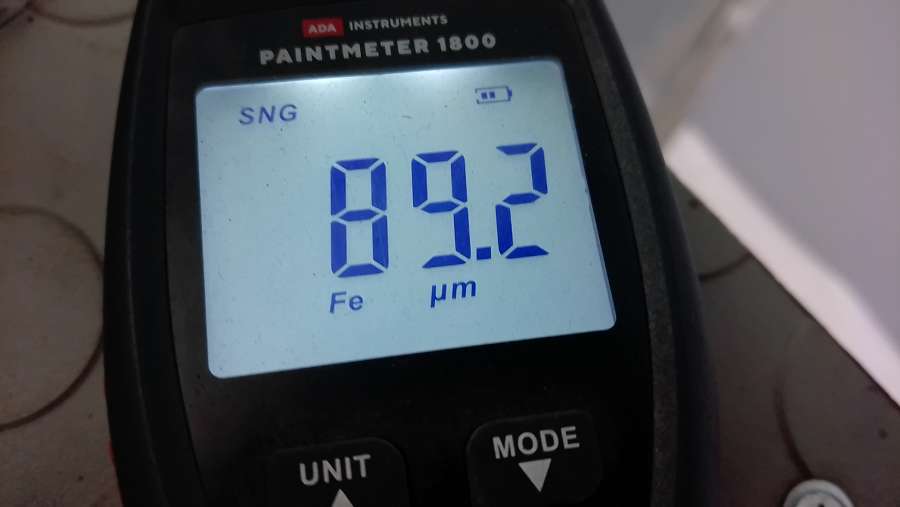 ADA INSTRUMENTS
PAINTMETER 1800
SNG
89.2
Fe µm
UNIT MODE